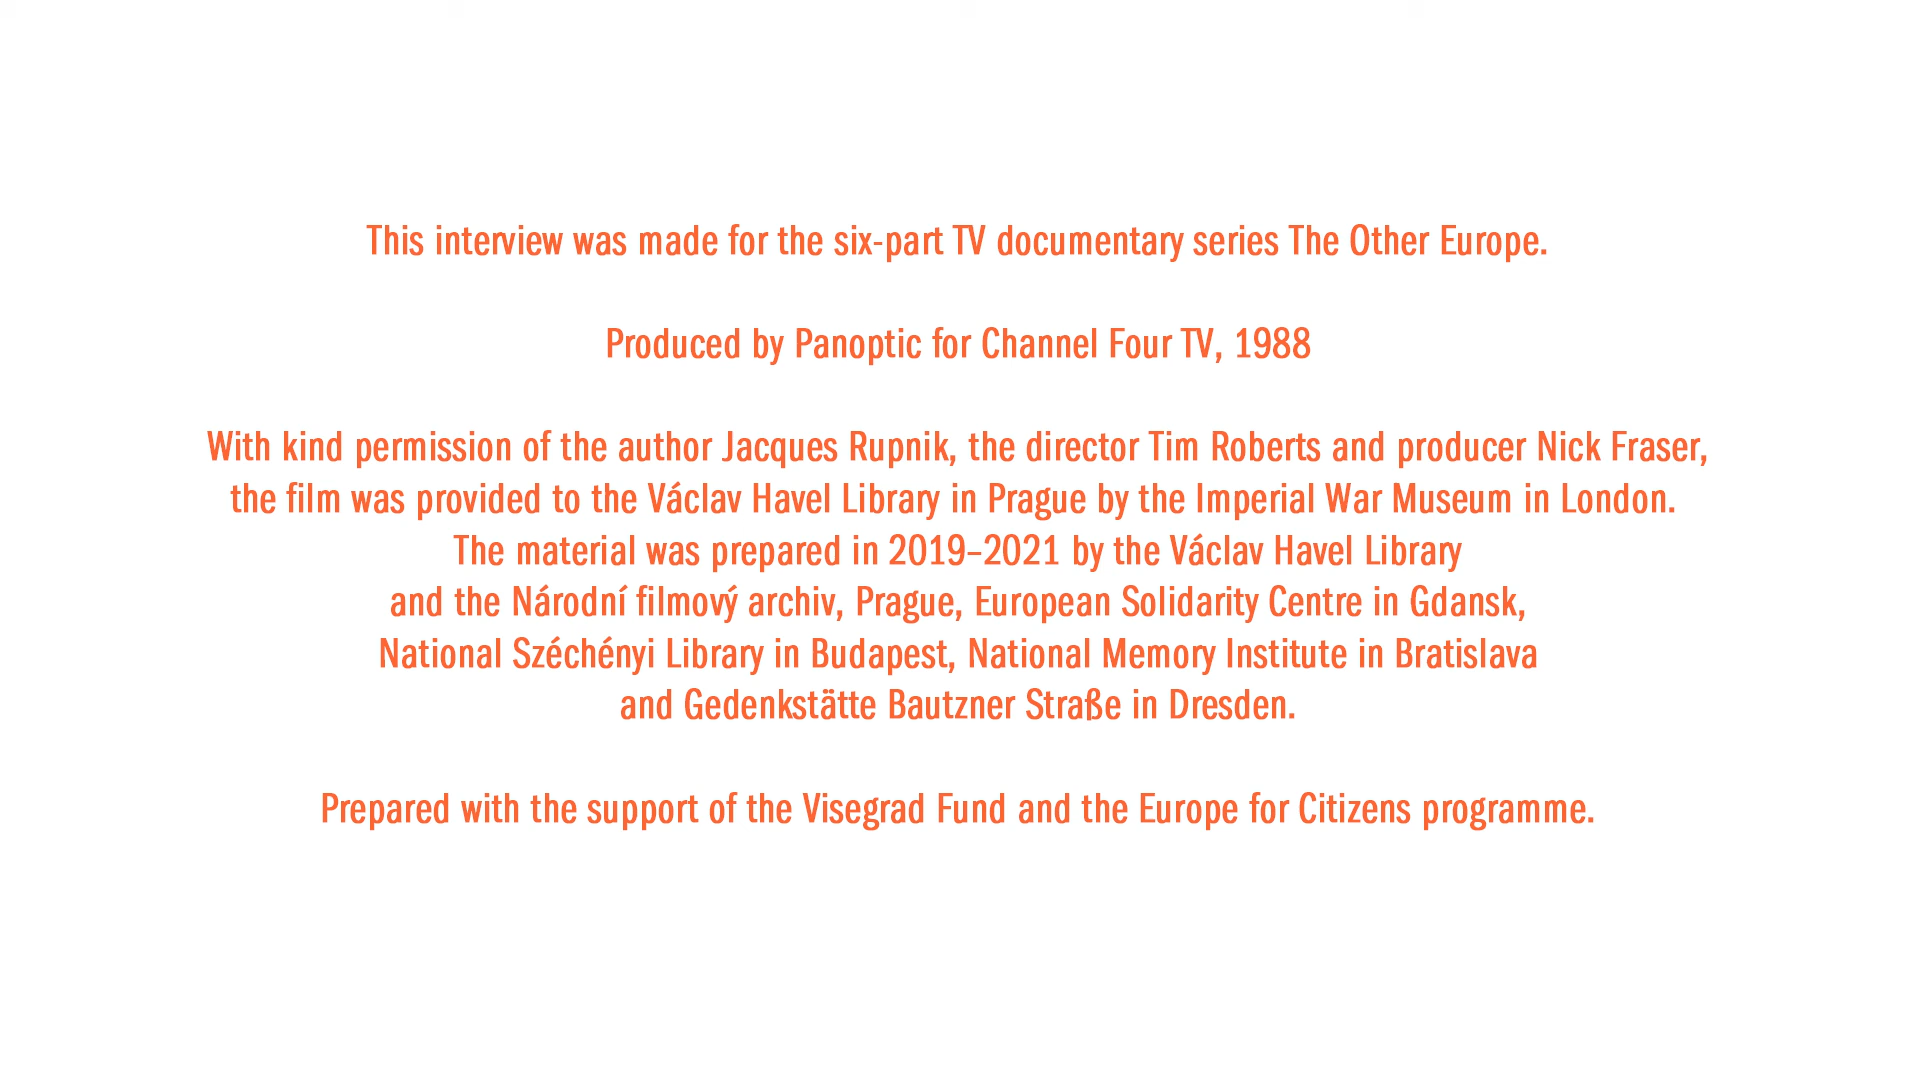 This interview was made for the six-part TV documentary series The Other Europe.
Produced by Panoptic for Channel Four TV, 1988
With kind permission of the author Jacques Rupnik, the director Tim Roberts and producer Nick Fraser,
the film was provided to the Václav Havel Library in Prague by the Imperial War Museum in London.
The material was prepared in 2019–2021 by the Václav Havel Library
and the Národní filmový archiv, Prague, European Solidarity Centre in Gdansk,
National Széchényi Library in Budapest, National Memory Institute in Bratislava
and Gedenkstätte Bautzner Straße in Dresden.
Prepared with the support of the Visegrad Fund and the Europe for Citizens programme.